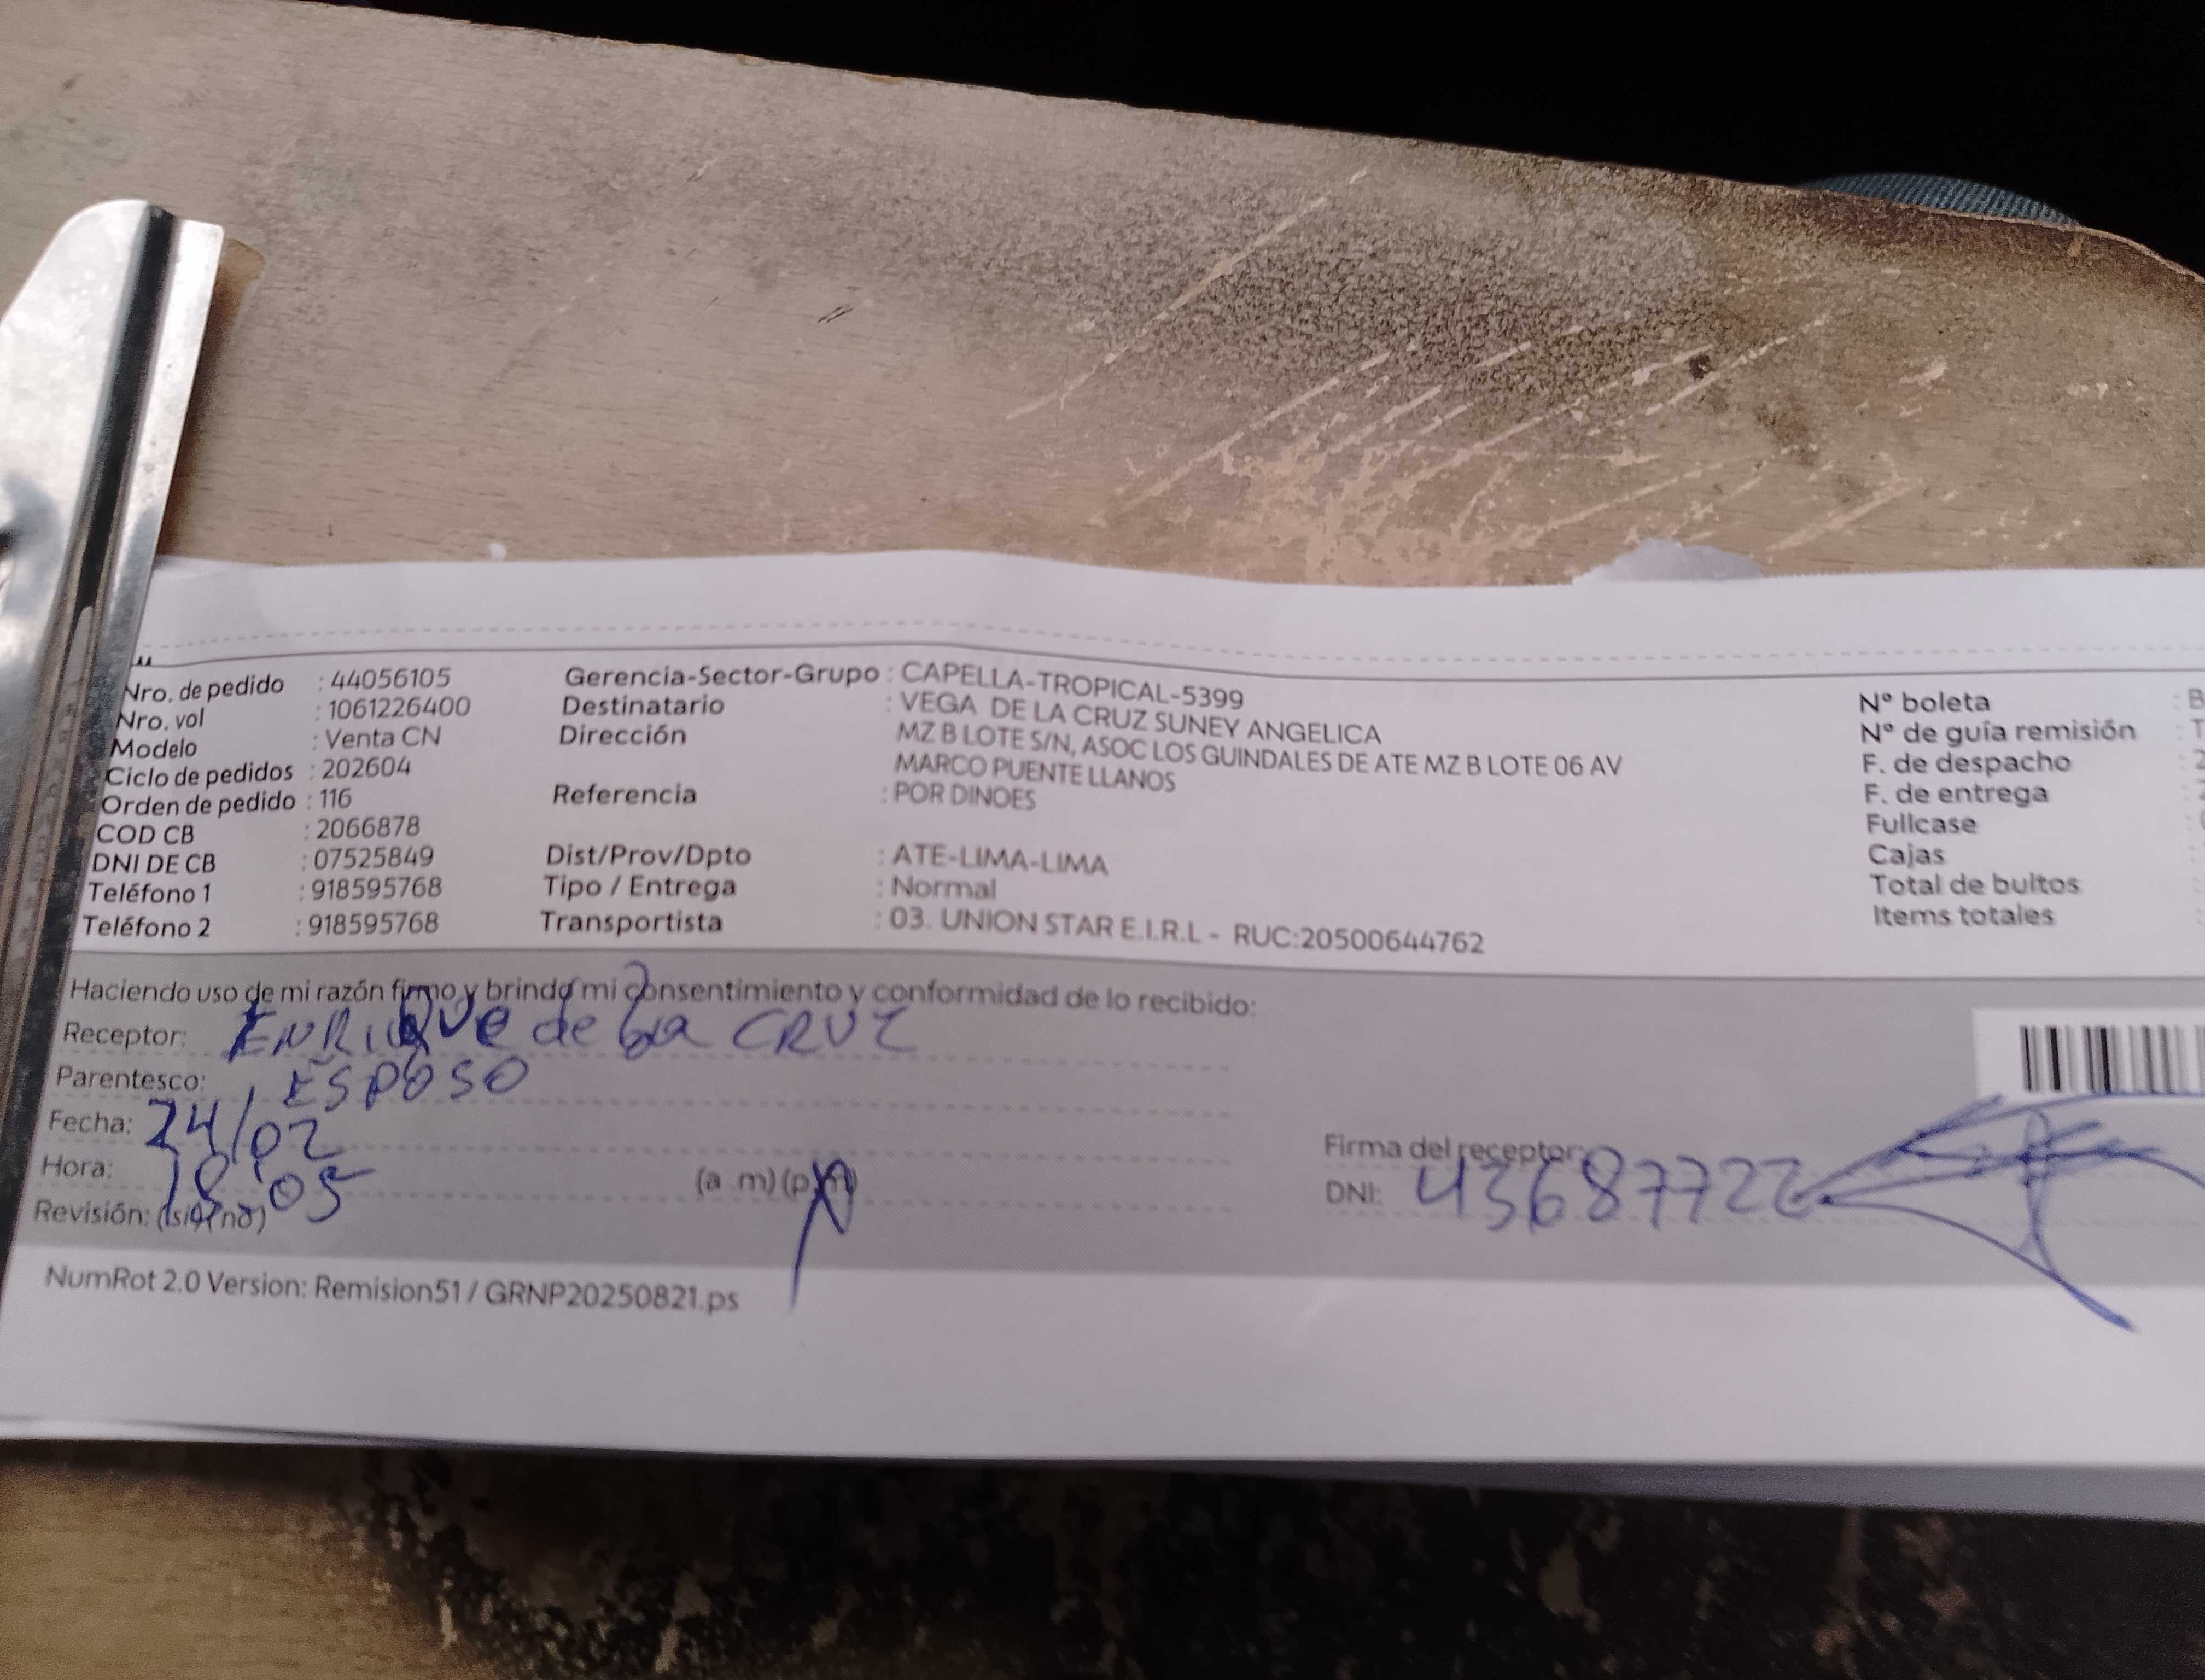 Nro. de pedido : 44056105 Gerencia-Sector-Grupo : CAPELLA-TROPICAL-5399 N° boleta : B
Nro. vol : 1061226400 Destinatario : VEGA DE LA CRUZ SUNEY ANGELICA N° de guía remisión : T
Modelo : Venta CN Dirección MZ B LOTE S/N, ASOC LOS GUINDALES DE ATE MZ B LOTE 06 AV F. de despacho : 2
Ciclo de pedidos : 202604 MARCO PUENTE LLANOS F. de entrega : 2
Orden de pedido : 116 Referencia : POR DINOES Fullcase :
COD CB : 2066878 Cajas :
DNI DE CB : 07525849 Dist/Prov/Dpto : ATE-LIMA-LIMA Total de bultos :
Teléfono 1 : 918595768 Tipo / Entrega : Normal Items totales :
Teléfono 2 : 918595768 Transportista : 03. UNION STAR E.I.R.L - RUC:20500644762
Haciendo uso de mi razón firmo y brindo mi consentimiento y conformidad de lo recibido:
Receptor: ENRIQUE de La CRUZ
Parentesco: ESPOSO
Fecha: 24/02
Firma del receptor:
Hora: 18:05 (a m) (p m)
DNI: 43687722
Revisión: (si) (no)
NumRot 2.0 Version: Remision51 / GRNP20250821.ps